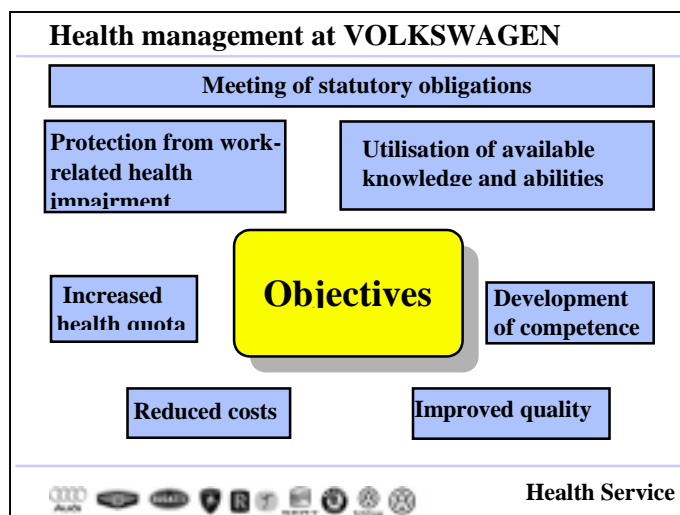 Health management at VOLKSWAGEN
Meeting of statutory obligations
Protection from work-
related health
impairment
Utilisation of available
knowledge and abilities
Objectives
Increased
health quota
Development
of competence
Reduced costs
Improved quality
Audi
Health Service